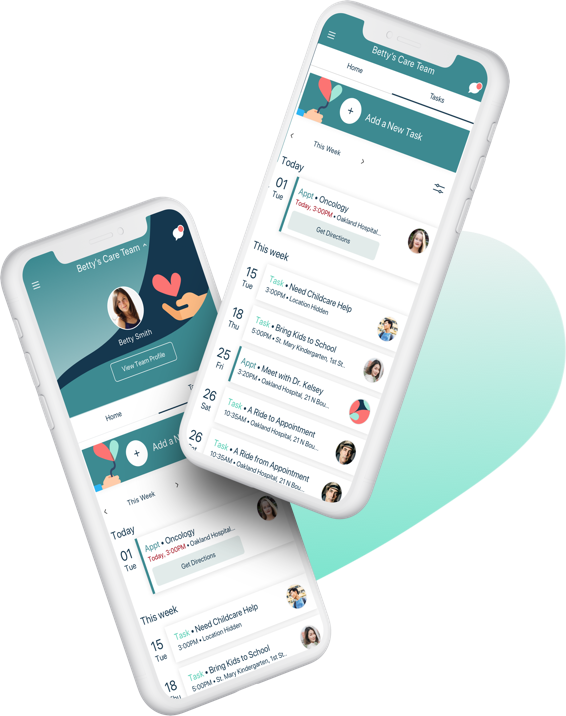 Betty's Care Team
Home
Tasks
+
Add a New Task
< This Week >
Today
01
Tue
Appt • Oncology
Today, 3:00PM • Oakland Hospital...
Get Directions
This week
15
Tue
Task • Need Childcare Help
3:00PM • Location Hidden
18
Thu
Task • Bring Kids to School
5:00PM • St. Mary Kindergarten, 1st St..
25
Fri
Appt • Meet with Dr. Kelsey
3:20PM • Oakland Hospital, 21 N Bou...
26
Sat
Task • A Ride to Appointment
10:35AM • Oakland Hospital, 21 N Bou...
26
Sat
Task • A Ride from Appointment
10:35AM • Oakland Hospital, 21 N Bou...
Betty's Care Team
Betty Smith
View Team Profile
Home
+
Add a
< This Week >
Today
01
Tue
Appt • Oncology
Today, 3:00PM • Oakland Hospital...
Get Directions
This week
15
Tue
Task • Need Childcare Help
3:00PM • Location Hidden
18
Thu
Task • Bring Kids to School
5:00PM • St. Mary Kindergarten, 1st St..